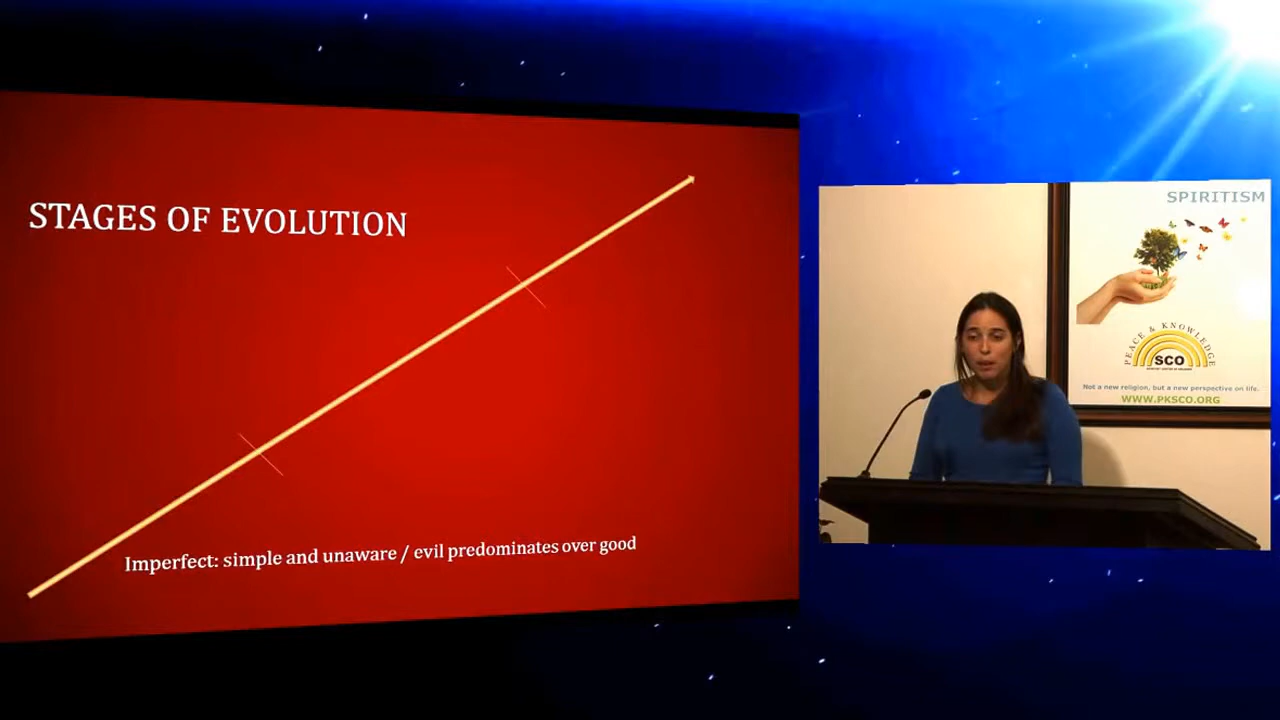 STAGES OF EVOLUTION
Imperfect: simple and unaware / evil predominates over good
SPIRITISM
PEACE & KNOWLEDGE
SCO
Not a new religion, but a new perspective on life.
WWW.PKSCO.ORG